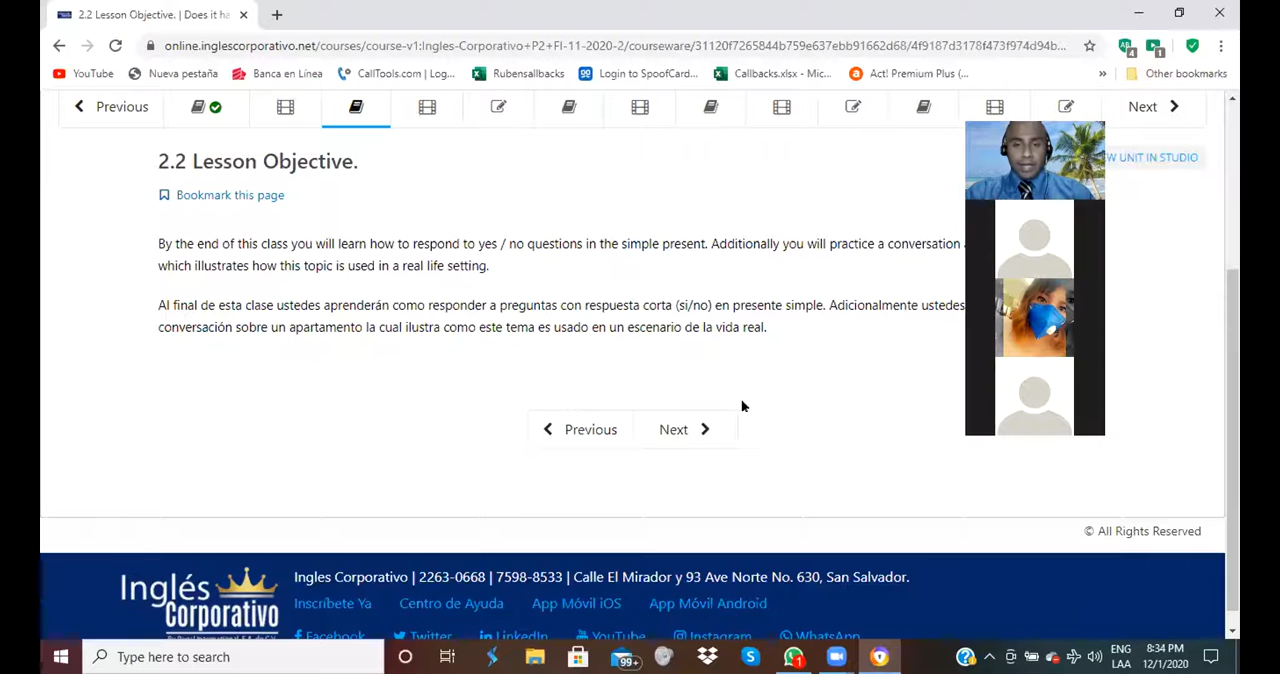 2.2 Lesson Objective. | Does it ha
online.inglescorporativo.net/courses/course-v1:Ingles-Corporativo+P2+FI-11-2020-2/courseware/31120f7265844b759e637ebb91662d68/4f9187d3178f473f974d94b...
YouTube Nueva pestaña Banca en Línea CallTools.com | Log... Rubensallbacks Login to SpoofCard... Callbacks.xlsx - Mic... Act! Premium Plus (... » Other bookmarks
Previous Next
W UNIT IN STUDIO
2.2 Lesson Objective.
Bookmark this page
By the end of this class you will learn how to respond to yes / no questions in the simple present. Additionally you will practice a conversation
which illustrates how this topic is used in a real life setting.
Al final de esta clase ustedes aprenderán como responder a preguntas con respuesta corta (si/no) en presente simple. Adicionalmente ustedes
conversación sobre un apartamento la cual ilustra como este tema es usado en un escenario de la vida real.
Previous Next
© All Rights Reserved
Inglés Corporativo
Ingles Corporativo | 2263-0668 | 7598-8533 | Calle El Mirador y 93 Ave Norte No. 630, San Salvador.
Inscríbete Ya Centro de Ayuda App Móvil iOS App Móvil Android
Facebook Twitter LinkedIn YouTube Instagram WhatsApp
Type here to search
99+
1
ENG
LAA
8:34 PM
12/1/2020